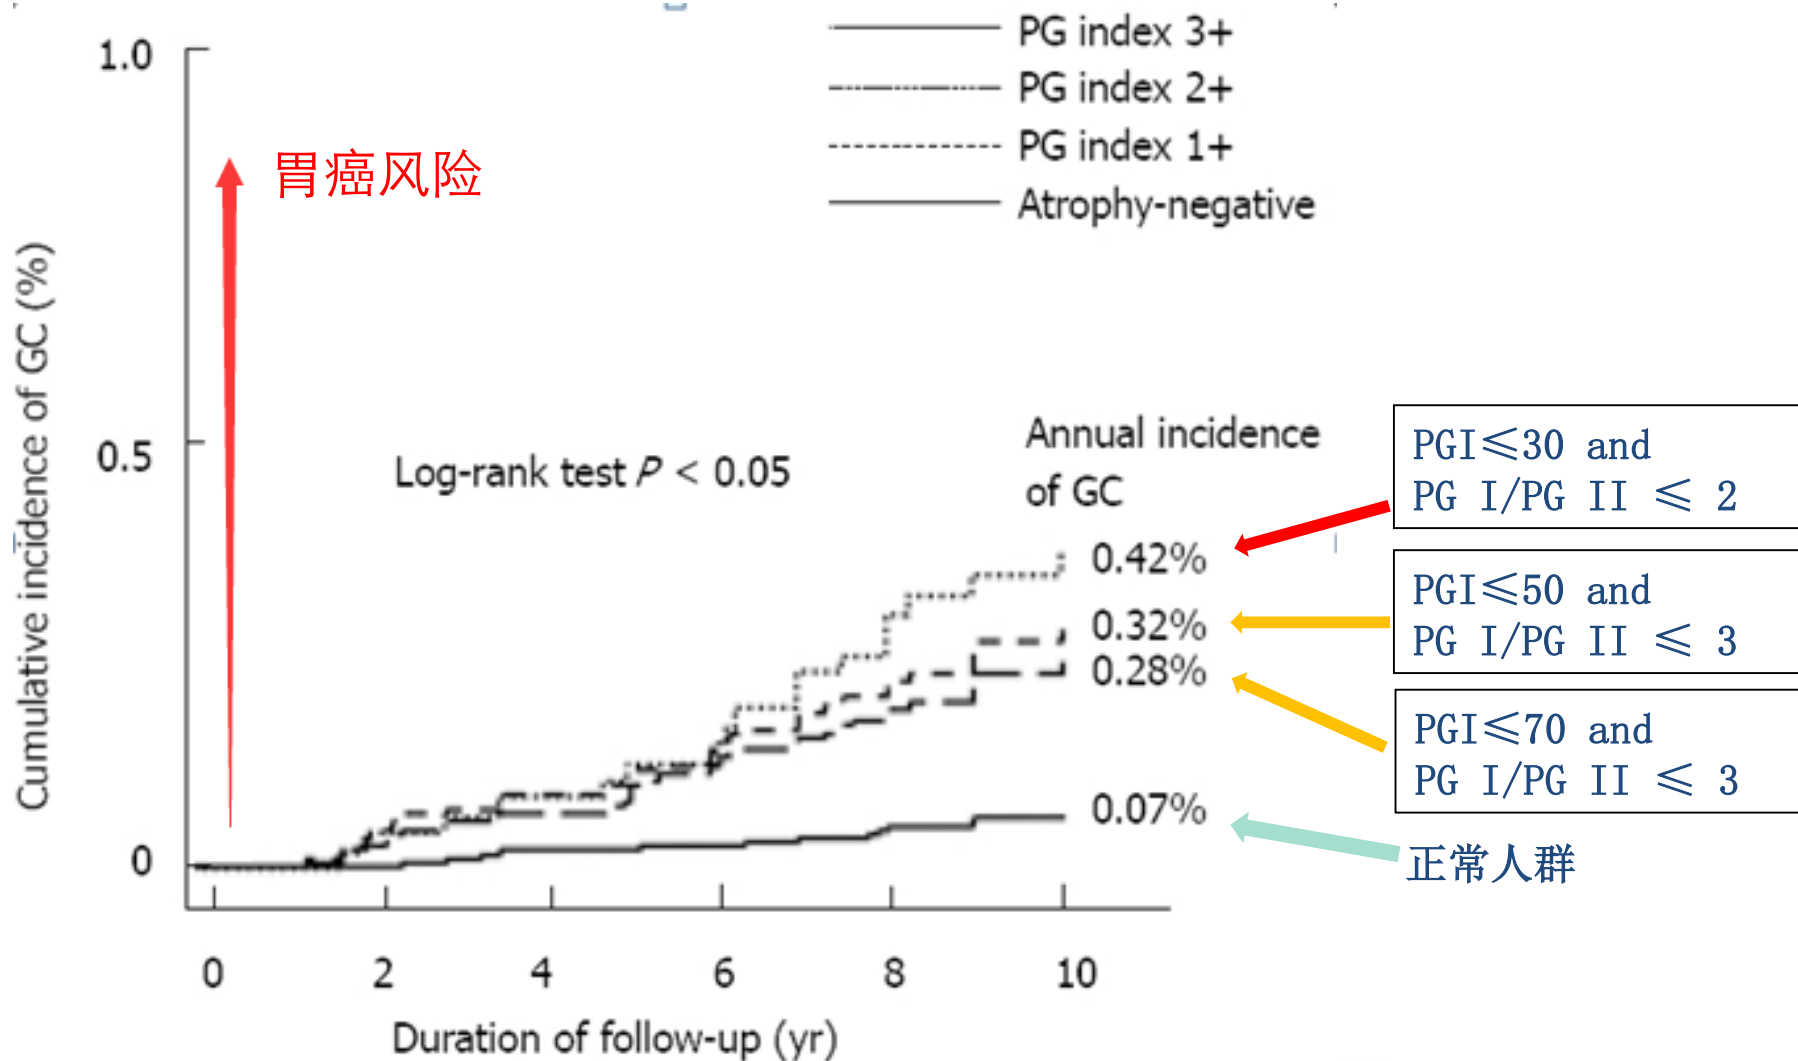 PG index 3+
PG index 2+
PG index 1+
Atrophy-negative
1.0
0.5
0
胃癌风险
Cumulative incidence of GC (%)
Log-rank test P < 0.05
Annual incidence
of GC
0.42%
0.32%
0.28%
0.07%
PGI≤30 and
PG I/PG II ≤ 2
PGI≤50 and
PG I/PG II ≤ 3
PGI≤70 and
PG I/PG II ≤ 3
正常人群
0 2 4 6 8 10
Duration of follow-up (yr)